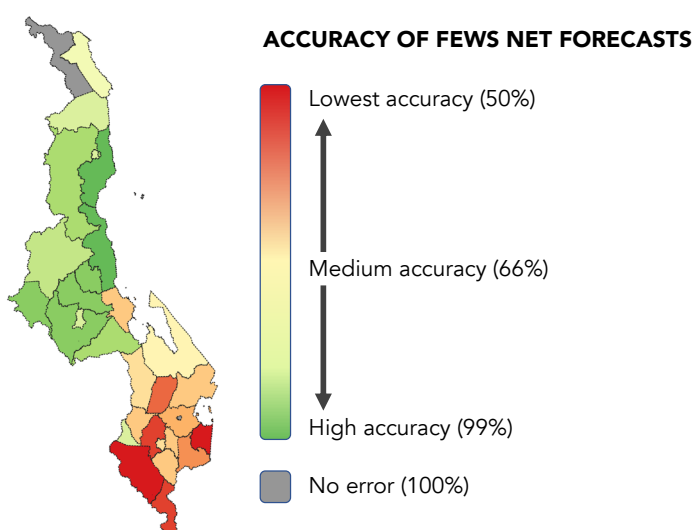 ACCURACY OF FEWS NET FORECASTS
Lowest accuracy (50%)
Medium accuracy (66%)
High accuracy (99%)
No error (100%)